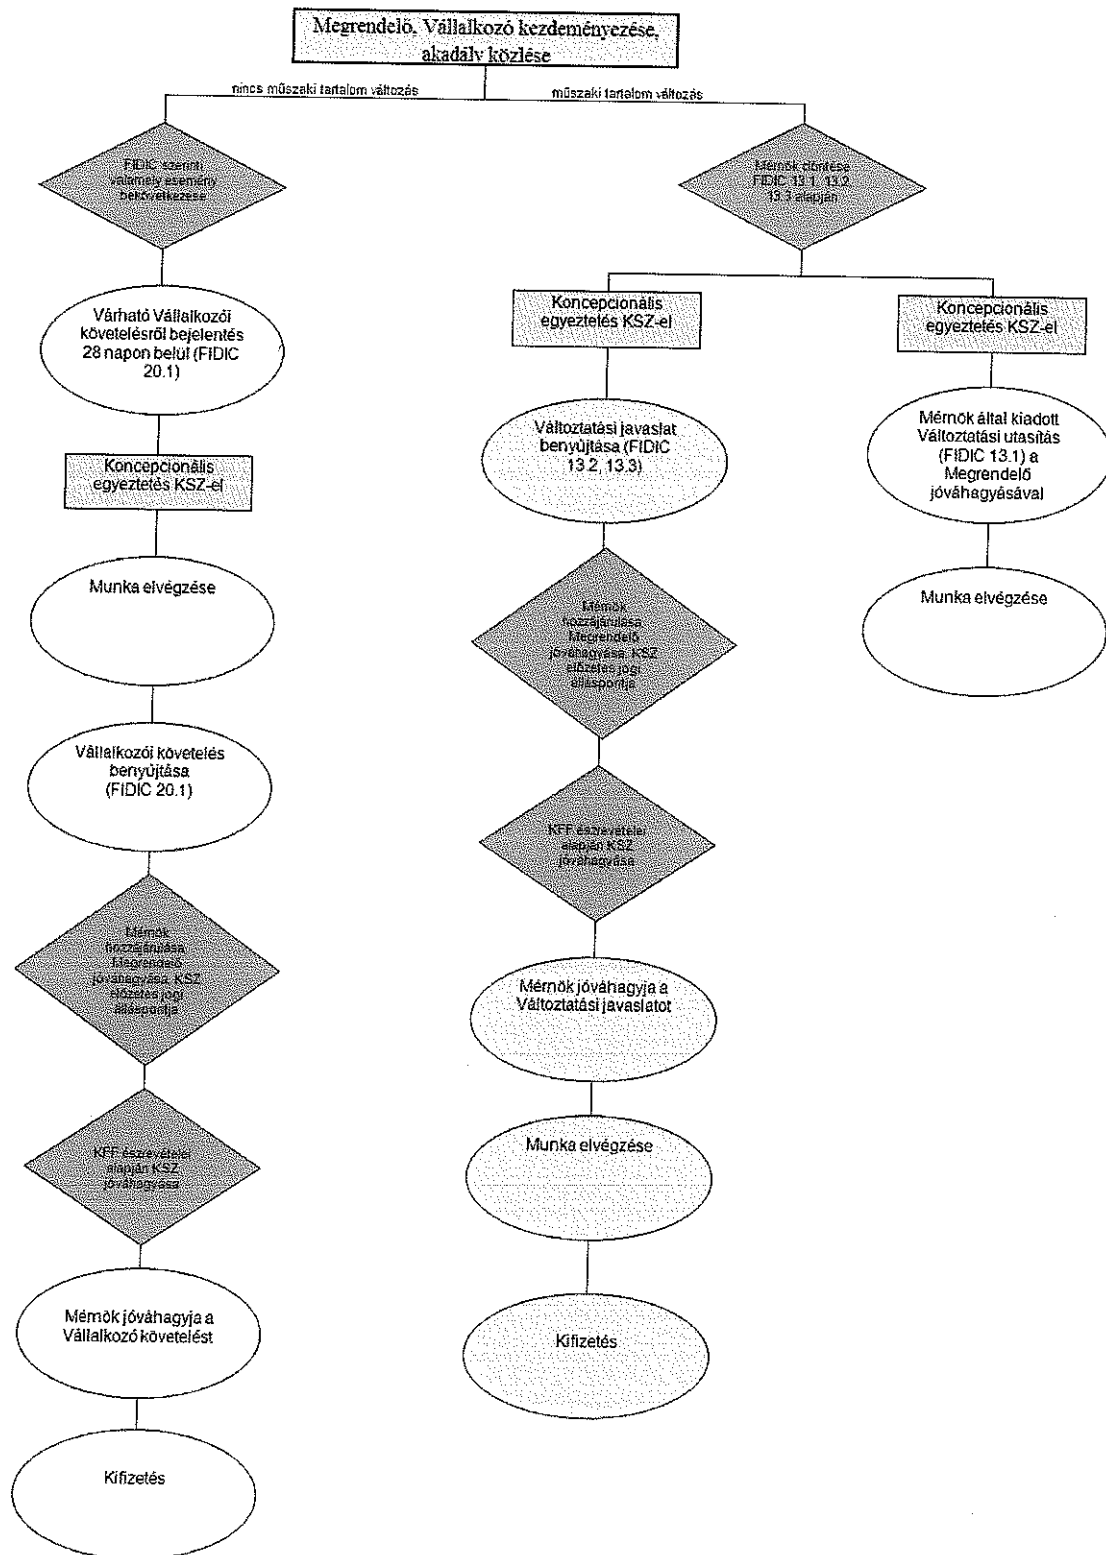 Megrendelő, Vállalkozó kezdeményezése,
akadály közlése
nincs műszaki tartalom változás
műszaki tartalom változás
FIDIC szerinti
valamely esemény
bekövetkezése
Mérnök döntése
FIDIC 13.1, 13.2,
13.3 alapján
Várható Vállalkozói
követelésről bejelentés
28 napon belül (FIDIC
20.1)
Koncepcionális
egyeztetés KSZ-el
Munka elvégzése
Vállalkozói követelés
benyújtása
(FIDIC 20.1)
Mérnök
hozzájárulása
Megrendelő
jóváhagyása, KSZ
előzetes jogi
álláspontja
KFF észrevételei
alapján KSZ
jóváhagyása
Mérnök jóváhagyja a
Vállalkozó követelést
Kifizetés
Koncepcionális
egyeztetés KSZ-el
Változtatási javaslat
benyújtása (FIDIC
13.2, 13.3)
Mérnök
hozzájárulása
Megrendelő
jóváhagyása, KSZ
előzetes jogi
álláspontja
KFF észrevételei
alapján KSZ
jóváhagyása
Mérnök jóváhagyja a
Változtatási javaslatot
Munka elvégzése
Kifizetés
Koncepcionális
egyeztetés KSZ-el
Mérnök által kiadott
Változtatási utasítás
(FIDIC 13.1) a
Megrendelő
jóváhagyásával
Munka elvégzése